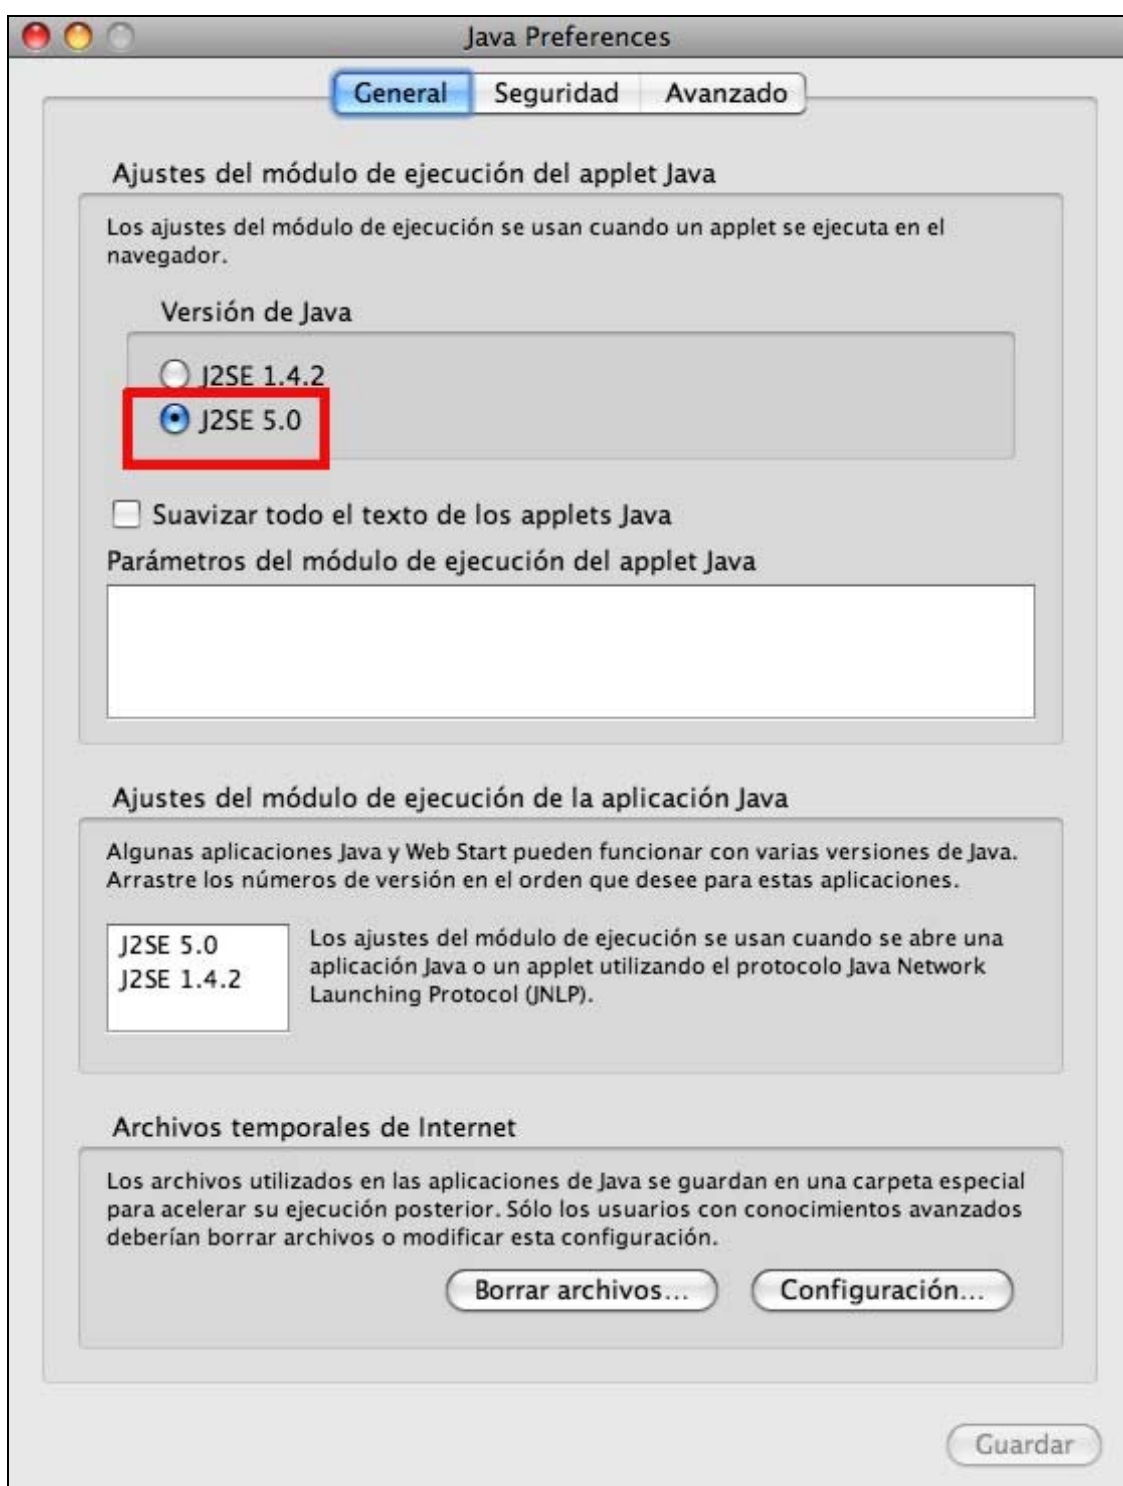 Java Preferences
General Seguridad Avanzado
Ajustes del módulo de ejecución del applet Java
Los ajustes del módulo de ejecución se usan cuando un applet se ejecuta en el
navegador.
Versión de Java
J2SE 1.4.2
J2SE 5.0
Suavizar todo el texto de los applets Java
Parámetros del módulo de ejecución del applet Java
Ajustes del módulo de ejecución de la aplicación Java
Algunas aplicaciones Java y Web Start pueden funcionar con varias versiones de Java.
Arrastre los números de versión en el orden que desee para estas aplicaciones.
J2SE 5.0
J2SE 1.4.2
Los ajustes del módulo de ejecución se usan cuando se abre una
aplicación Java o un applet utilizando el protocolo Java Network
Launching Protocol (JNLP).
Archivos temporales de Internet
Los archivos utilizados en las aplicaciones de Java se guardan en una carpeta especial
para acelerar su ejecución posterior. Sólo los usuarios con conocimientos avanzados
deberían borrar archivos o modificar esta configuración.
Borrar archivos... Configuración...
Guardar